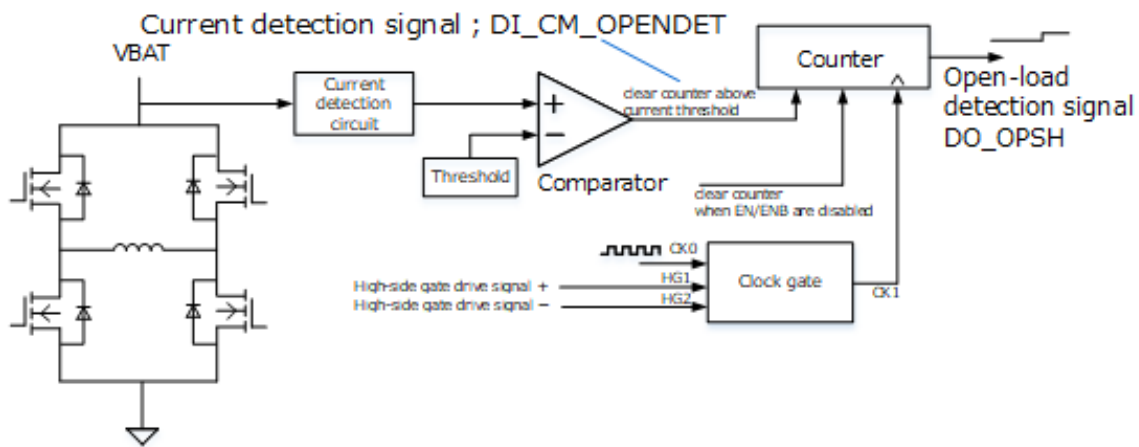 Current detection signal ; DI_CM_OPENDET
VBAT
Current
detection
circuit
+
−
Threshold
Comparator
clear counter above
current threshold
Counter
Open-load
detection signal
DO_OPSH
clear counter
when EN/ENB are disabled
CK0
High-side gate drive signal +
HG1
High-side gate drive signal −
HG2
Clock gate
CK1